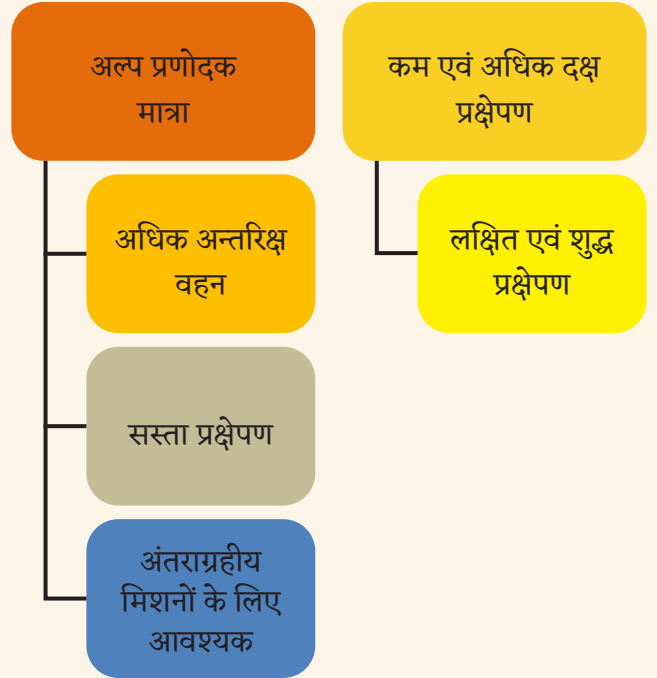 अल्प प्रणोदक
मात्रा
अधिक अन्तरिक्ष
वहन
सस्ता प्रक्षेपण
अंतराग्रहीय
मिशनों के लिए
आवश्यक
कम एवं अधिक दक्ष
प्रक्षेपण
लक्षित एवं शुद्ध
प्रक्षेपण